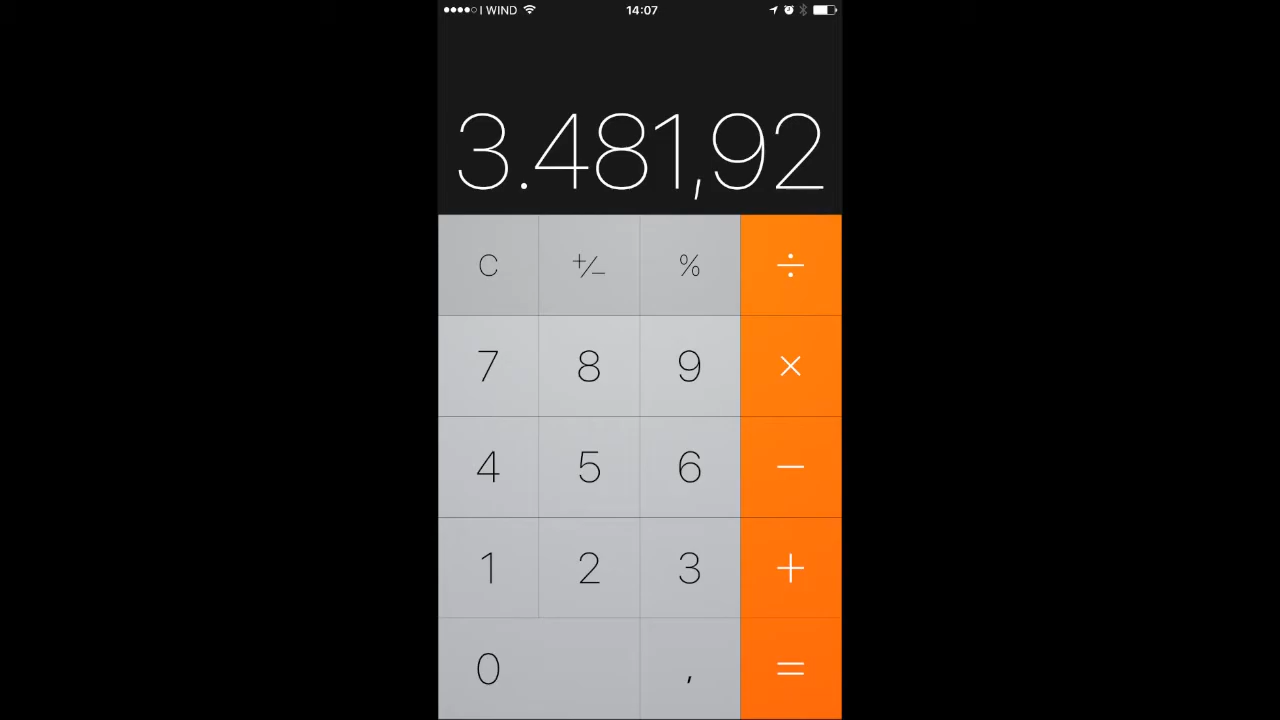 I WIND 14:07
3.481,92
C +/− % ÷
7 8 9 ×
4 5 6 −
1 2 3 +
0 , =